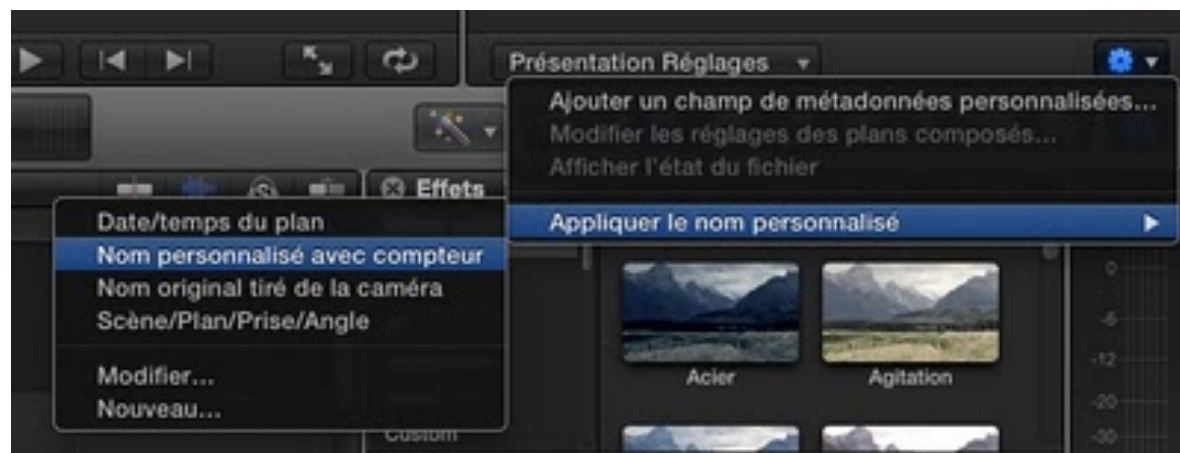 Présentation Réglages
Ajouter un champ de métadonnées personnalisées...
Modifier les réglages des plans composés...
Afficher l'état du fichier
Appliquer le nom personnalisé
Effets
Date/temps du plan
Nom personnalisé avec compteur
Nom original tiré de la caméra
Scène/Plan/Prise/Angle
Modifier...
Nouveau...
Custom
Acier
Agitation
0
-6
-12
-20
-30